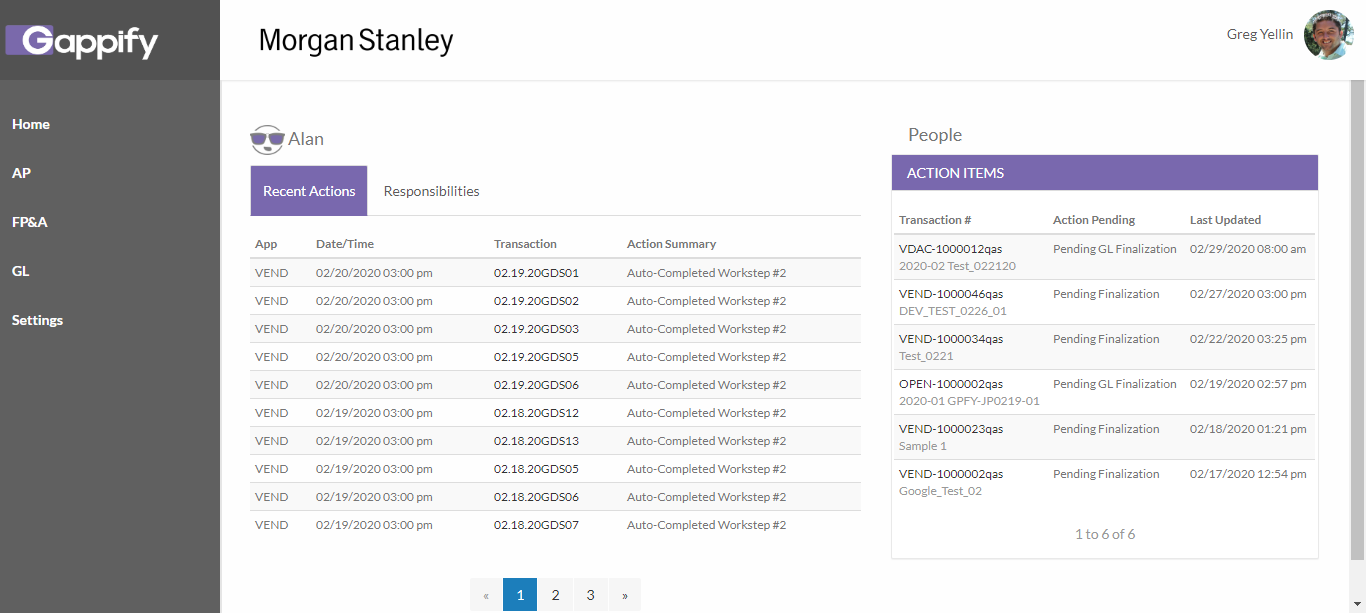 Gappify
Morgan Stanley
Greg Yellin
Home
AP
FP&A
GL
Settings
Alan
Recent Actions Responsibilities
App Date/Time Transaction Action Summary
VEND 02/20/2020 03:00 pm 02.19.20GDS01 Auto-Completed Workstep #2
VEND 02/20/2020 03:00 pm 02.19.20GDS02 Auto-Completed Workstep #2
VEND 02/20/2020 03:00 pm 02.19.20GDS03 Auto-Completed Workstep #2
VEND 02/20/2020 03:00 pm 02.19.20GDS05 Auto-Completed Workstep #2
VEND 02/20/2020 03:00 pm 02.19.20GDS06 Auto-Completed Workstep #2
VEND 02/19/2020 03:00 pm 02.18.20GDS12 Auto-Completed Workstep #2
VEND 02/19/2020 03:00 pm 02.18.20GDS13 Auto-Completed Workstep #2
VEND 02/19/2020 03:00 pm 02.18.20GDS05 Auto-Completed Workstep #2
VEND 02/19/2020 03:00 pm 02.18.20GDS06 Auto-Completed Workstep #2
VEND 02/19/2020 03:00 pm 02.18.20GDS07 Auto-Completed Workstep #2
« 1 2 3 »
People
ACTION ITEMS
Transaction # Action Pending Last Updated
VDAC-1000012qas Pending GL Finalization 02/29/2020 08:00 am
2020-02 Test_022120
VEND-1000046qas Pending Finalization 02/27/2020 03:00 pm
DEV_TEST_0226_01
VEND-1000034qas Pending Finalization 02/22/2020 03:25 pm
Test_0221
OPEN-1000002qas Pending GL Finalization 02/19/2020 02:57 pm
2020-01 GPFY-JP0219-01
VEND-1000023qas Pending Finalization 02/18/2020 01:21 pm
Sample 1
VEND-1000002qas Pending Finalization 02/17/2020 12:54 pm
Google_Test_02
1 to 6 of 6